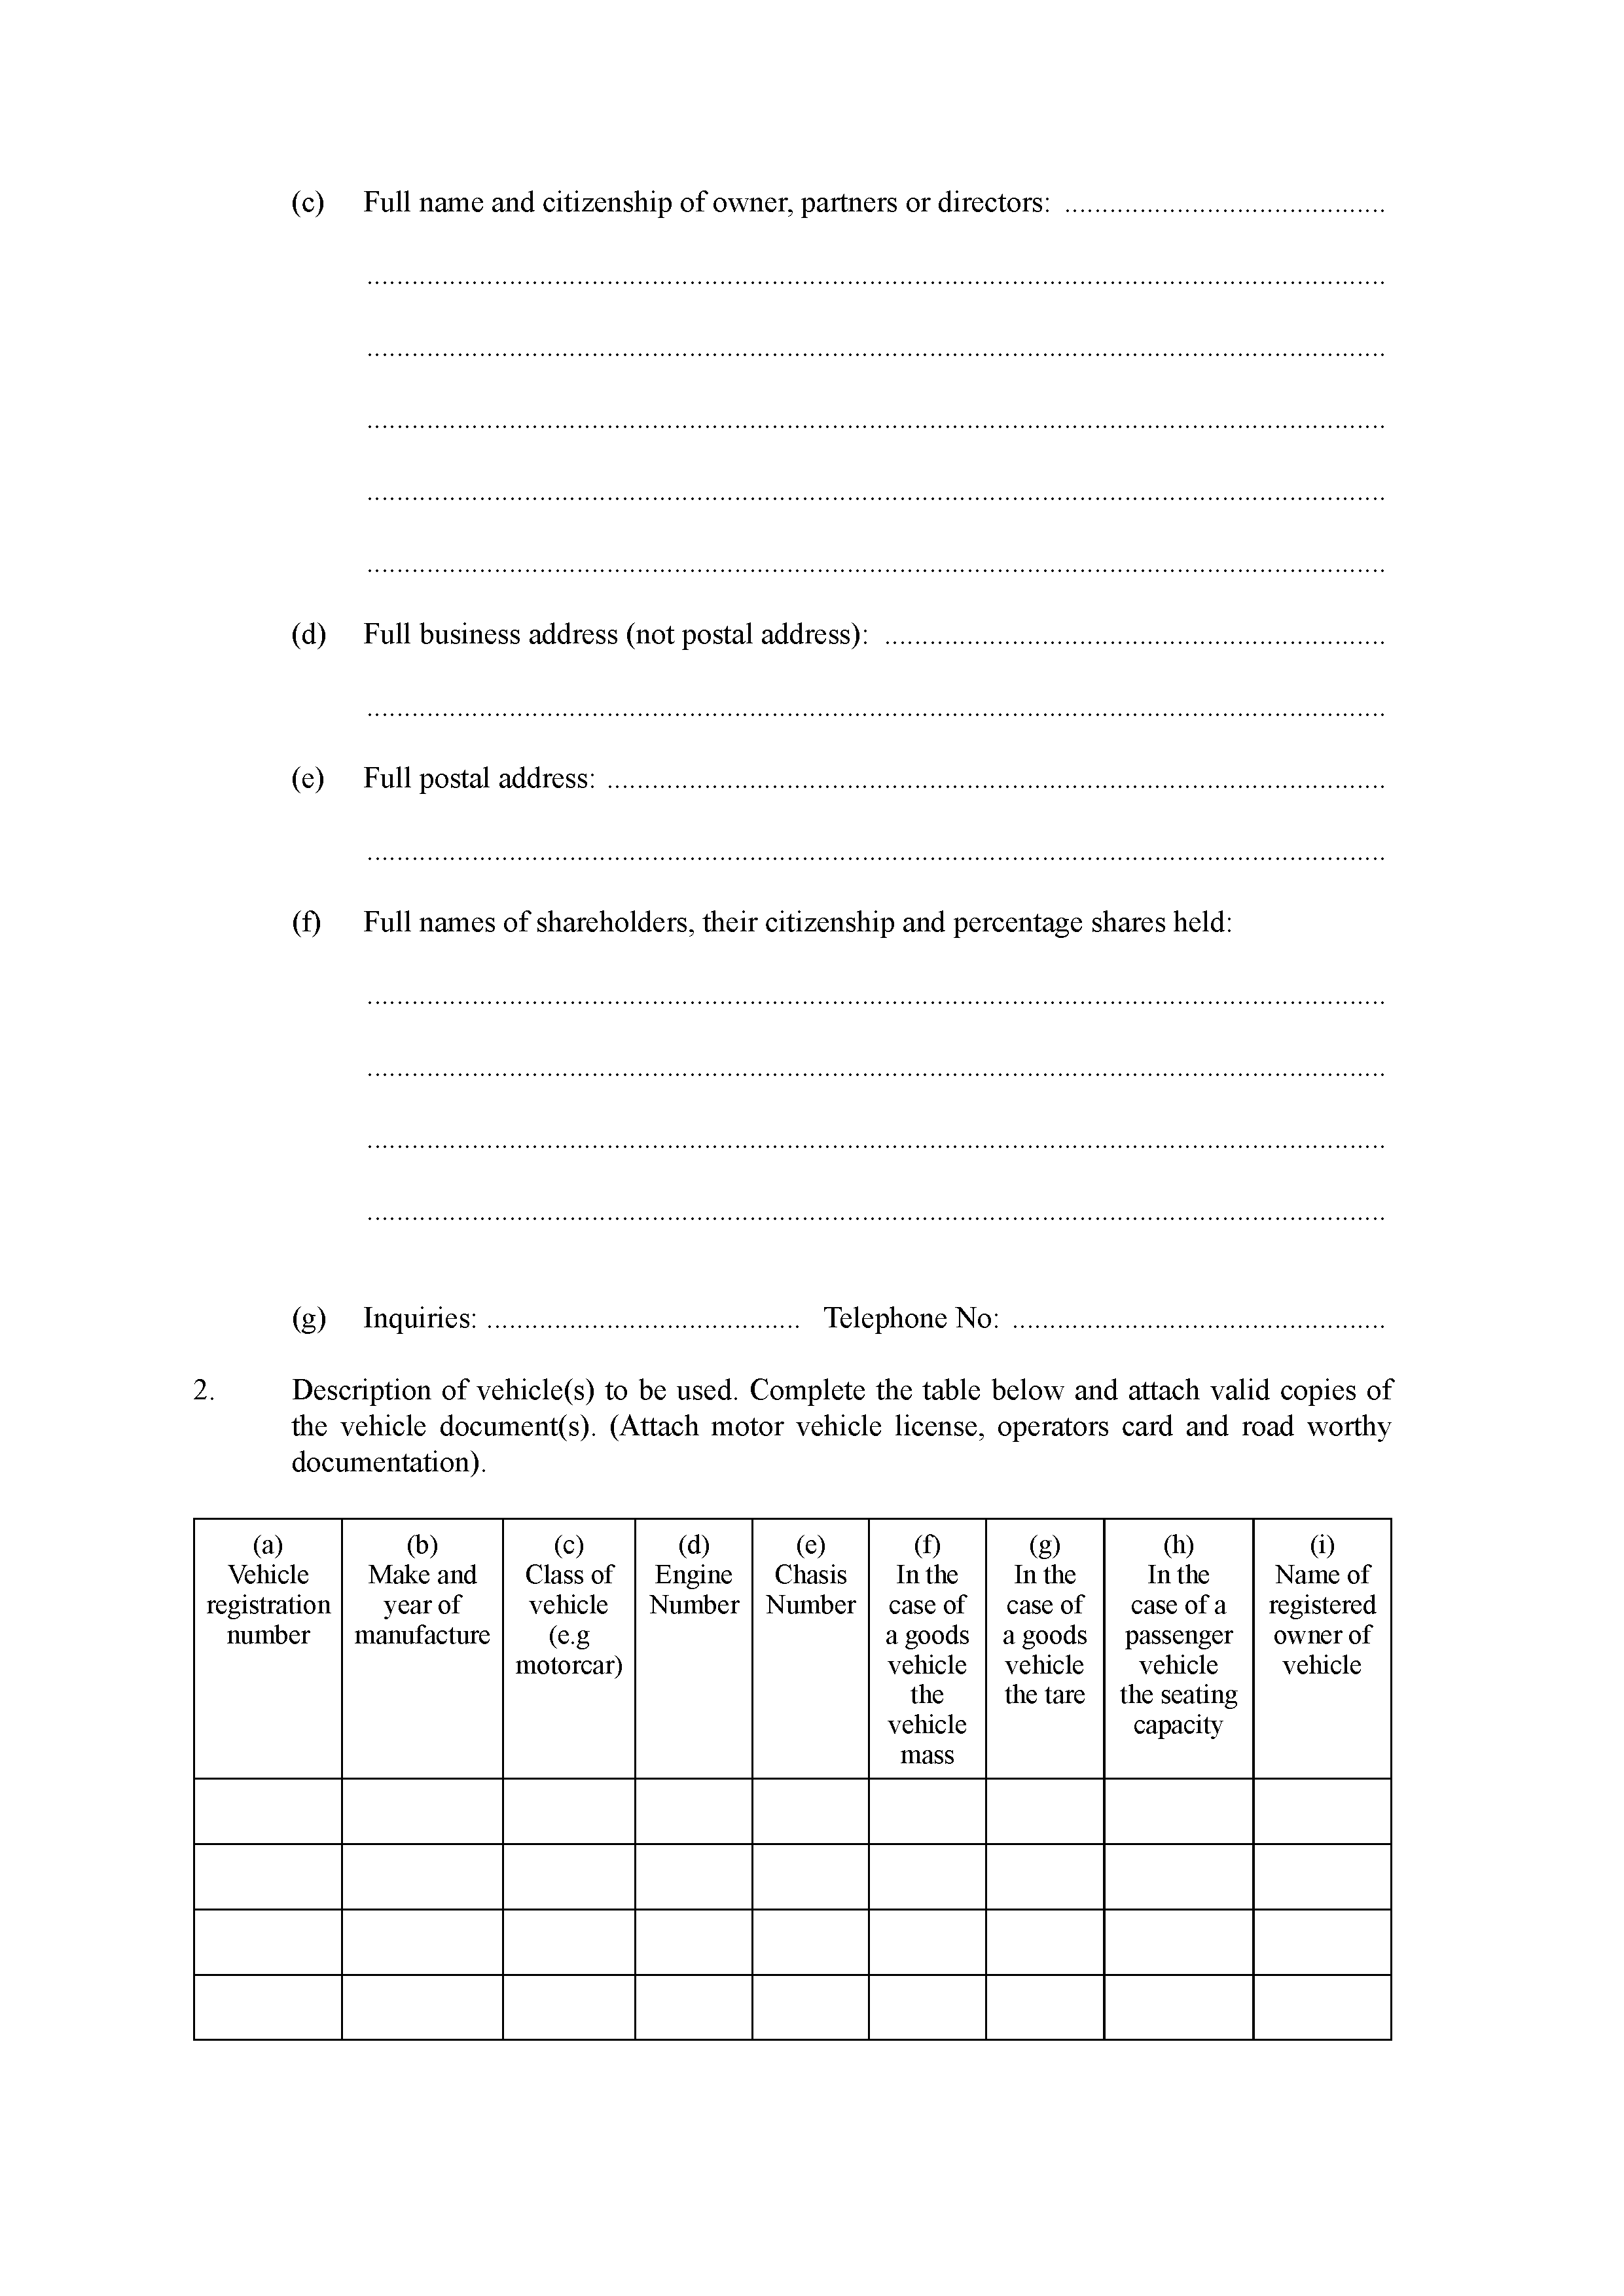 (c) Full name and citizenship of owner, partners or directors: ...........................................
..........................................................................................................................................
..........................................................................................................................................
..........................................................................................................................................
..........................................................................................................................................
..........................................................................................................................................
(d) Full business address (not postal address): ....................................................................
..........................................................................................................................................
(e) Full postal address: .........................................................................................................
..........................................................................................................................................
(f) Full names of shareholders, their citizenship and percentage shares held:
..........................................................................................................................................
..........................................................................................................................................
..........................................................................................................................................
..........................................................................................................................................
(g) Inquiries: .......................................... Telephone No: ..................................................
2. Description of vehicle(s) to be used. Complete the table below and attach valid copies of
the vehicle document(s). (Attach motor vehicle license, operators card and road worthy
documentation).
(a)
Vehicle
registration
number
(b)
Make and
year of
manufacture
(c)
Class of
vehicle
(e.g
motorcar)
(d)
Engine
Number
(e)
Chasis
Number
(f)
In the
case of
a goods
vehicle
the
vehicle
mass
(g)
In the
case of
a goods
vehicle
the tare
(h)
In the
case of a
passenger
vehicle
the seating
capacity
(i)
Name of
registered
owner of
vehicle